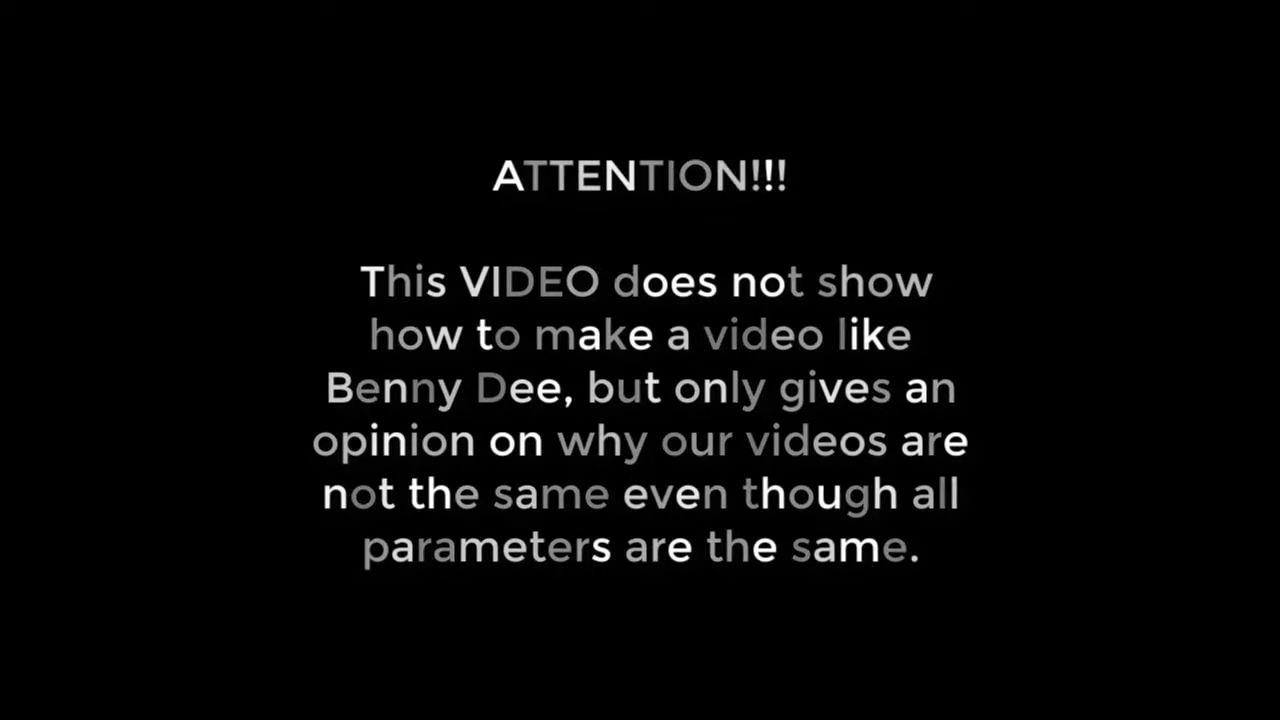 ATTENTION!!!
This VIDEO does not show
how to make a video like
Benny Dee, but only gives an
opinion on why our videos are
not the same even though all
parameters are the same.